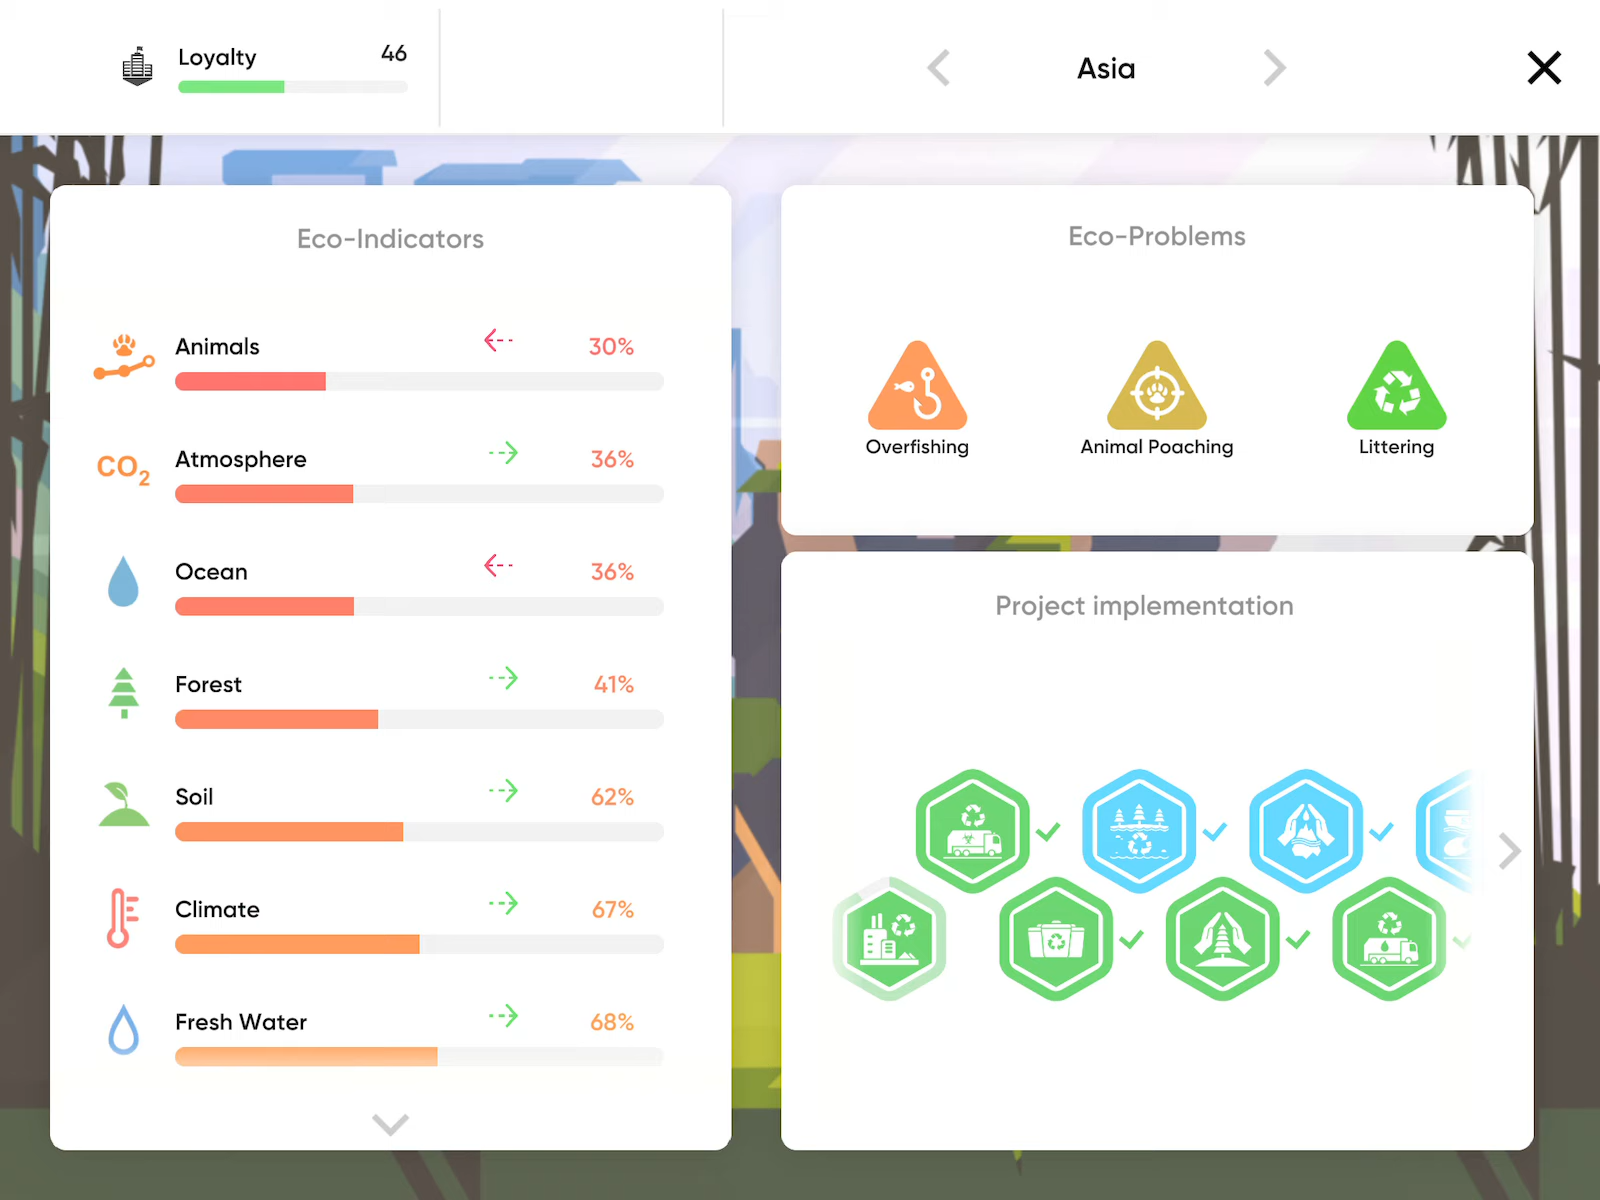 Loyalty 46
Asia
Eco-Indicators
Animals 30%
CO2 Atmosphere 36%
Ocean 36%
Forest 41%
Soil 62%
Climate 67%
Fresh Water 68%
Eco-Problems
Overfishing
Animal Poaching
Littering
Project implementation